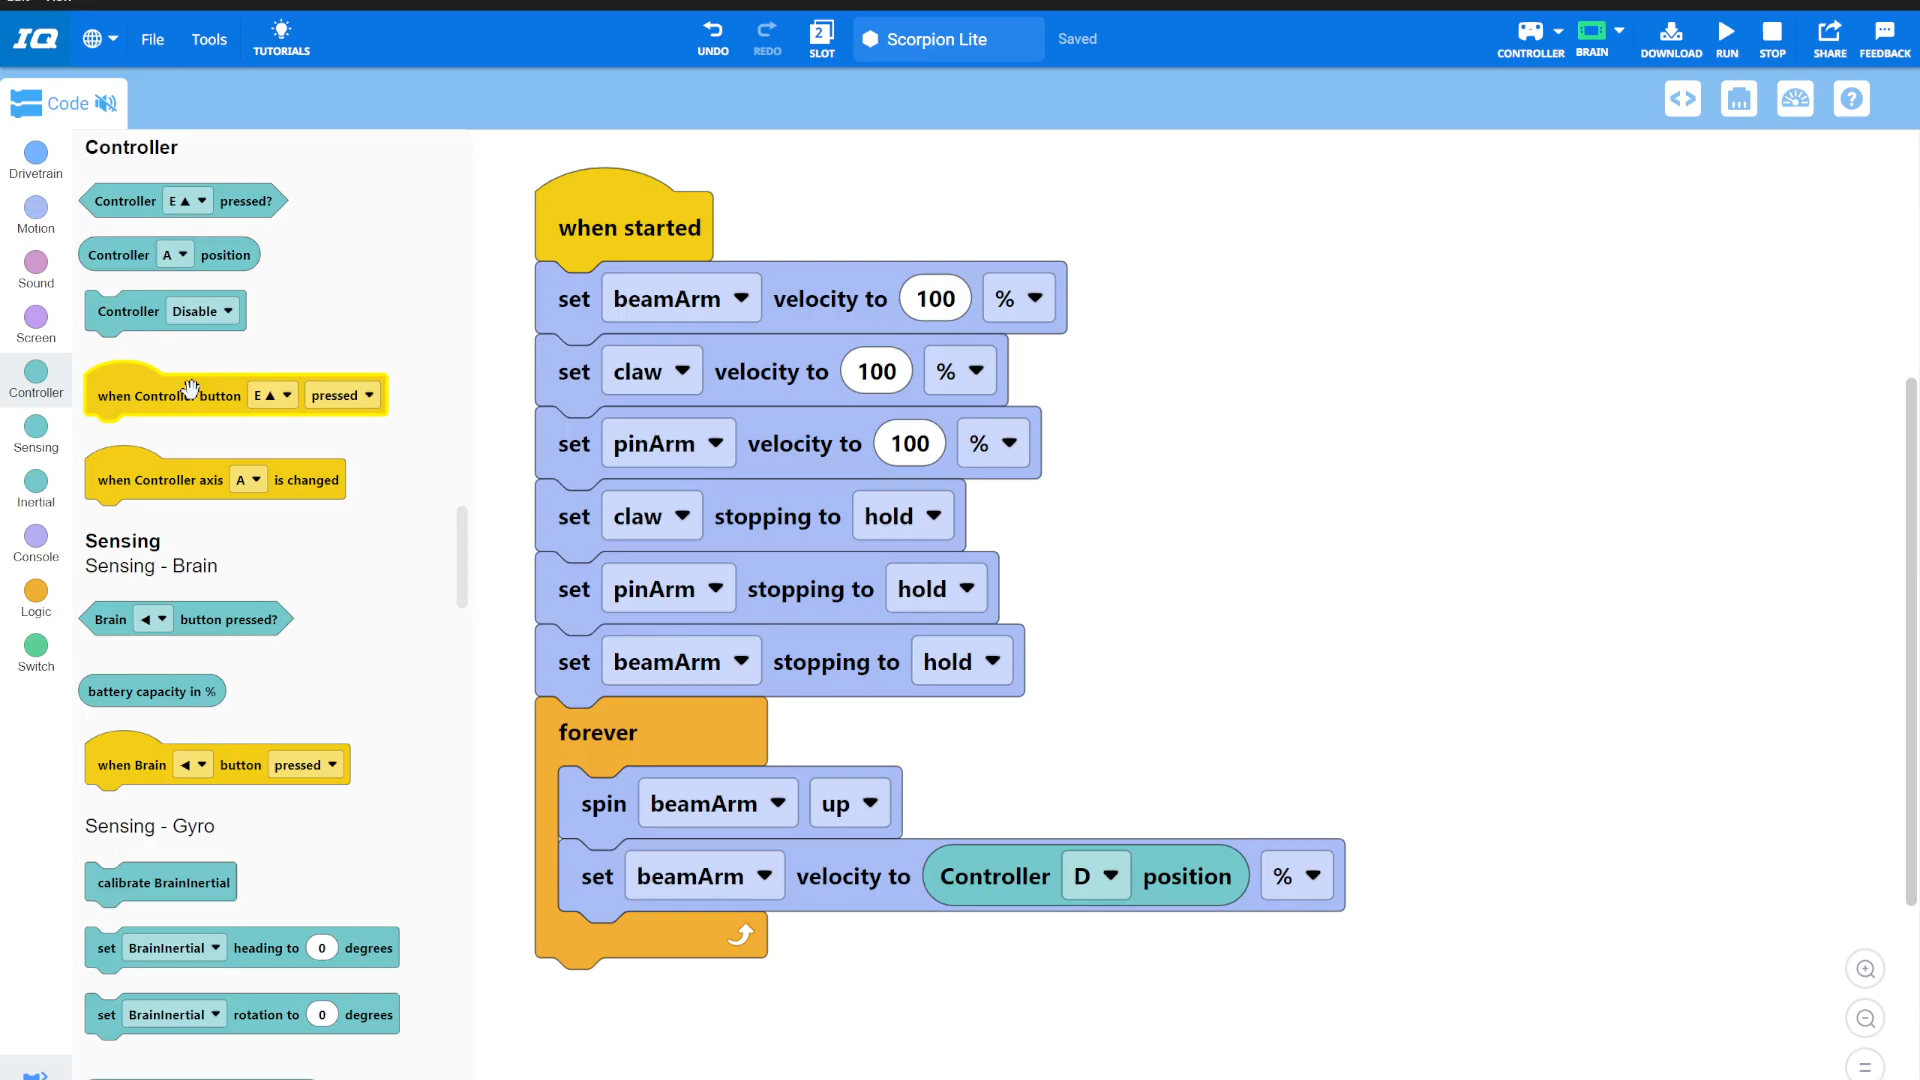 IQ File Tools TUTORIALS UNDO REDO 2 SLOT Scorpion Lite Saved CONTROLLER BRAIN DOWNLOAD RUN STOP SHARE FEEDBACK
Code
Drivetrain
Motion
Sound
Screen
Controller
Sensing
Inertial
Console
Logic
Switch
Controller
Controller E ▲ pressed?
Controller A position
Controller Disable
when Controller button E ▲ pressed
when Controller axis A is changed
Sensing
Sensing - Brain
Brain ◀ button pressed?
battery capacity in %
when Brain ◀ button pressed
Sensing - Gyro
calibrate BrainInertial
set BrainInertial heading to 0 degrees
set BrainInertial rotation to 0 degrees
when started
set beamArm velocity to 100 %
set claw velocity to 100 %
set pinArm velocity to 100 %
set claw stopping to hold
set pinArm stopping to hold
set beamArm stopping to hold
forever
spin beamArm up
set beamArm velocity to Controller D position %